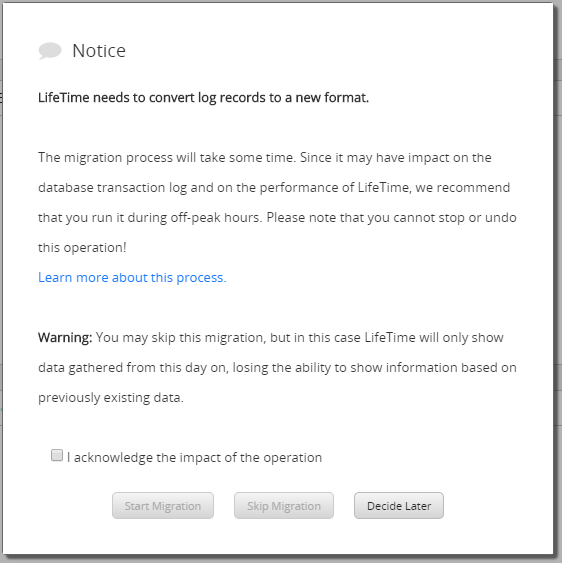 Notice
LifeTime needs to convert log records to a new format.
The migration process will take some time. Since it may have impact on the
database transaction log and on the performance of LifeTime, we recommend
that you run it during off-peak hours. Please note that you cannot stop or undo
this operation!
Learn more about this process.
Warning: You may skip this migration, but in this case LifeTime will only show
data gathered from this day on, losing the ability to show information based on
previously existing data.
I acknowledge the impact of the operation
Start Migration Skip Migration Decide Later